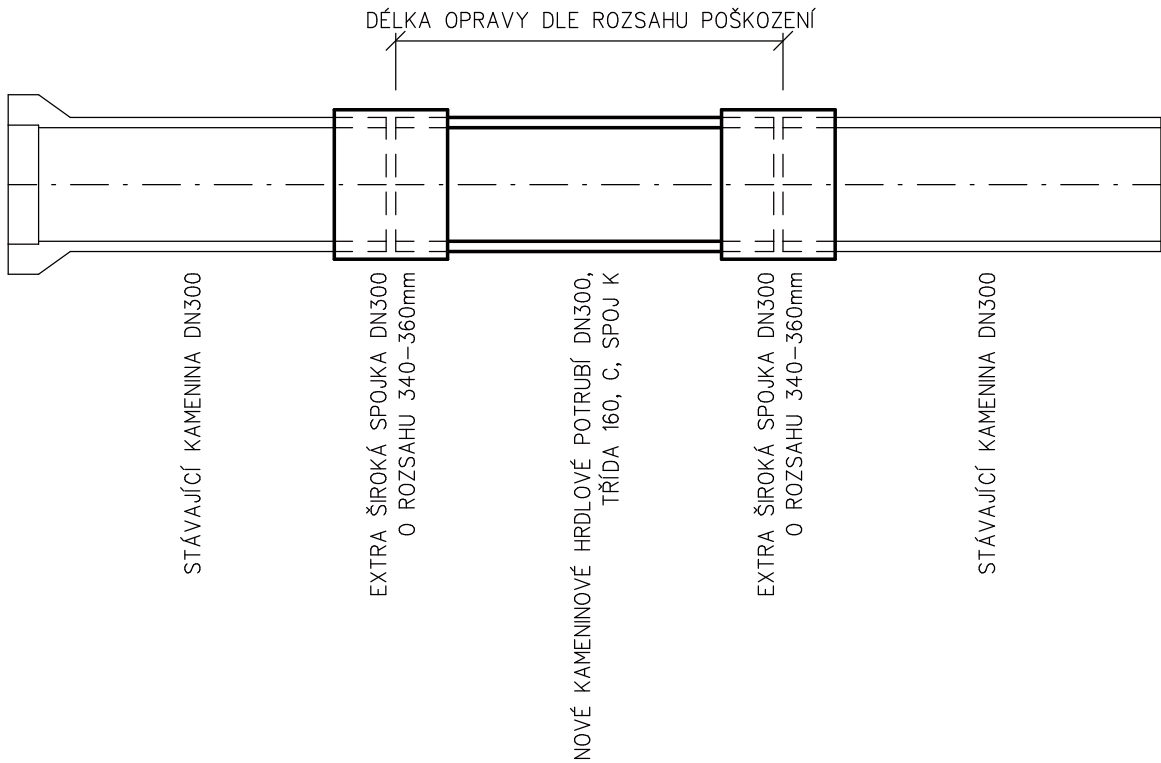 DÉLKA OPRAVY DLE ROZSAHU POŠKOZENÍ
STÁVAJÍCÍ KAMENINA DN300
EXTRA ŠIROKÁ SPOJKA DN300
O ROZSAHU 340-360mm
NOVÉ KAMENINOVÉ HRDLOVÉ POTRUBÍ DN300,
TŘÍDA 160, C, SPOJ K
EXTRA ŠIROKÁ SPOJKA DN300
O ROZSAHU 340-360mm
STÁVAJÍCÍ KAMENINA DN300